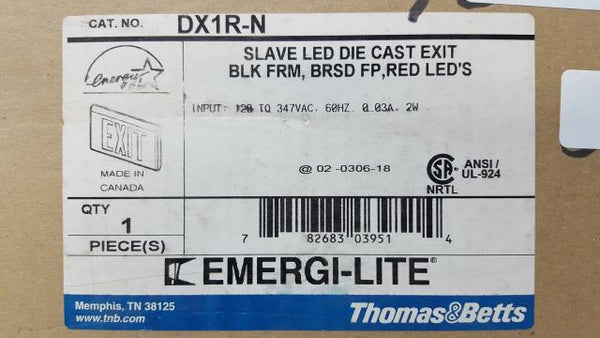 CAT. NO. DX1R-N
SLAVE LED DIE CAST EXIT
BLK FRM, BRSD FP,RED LED'S
energy
INPUT: 120 TO 347VAC. 60HZ 0.03A. 2W
EXIT
MADE IN
CANADA
@ 02 -0306-18
SA
NRTL
ANSI /
UL-924
QTY
1
PIECE(S)
7 82683 03951 4
EMERGI-LITE®
Memphis, TN 38125
www.tnb.com
Thomas&Betts